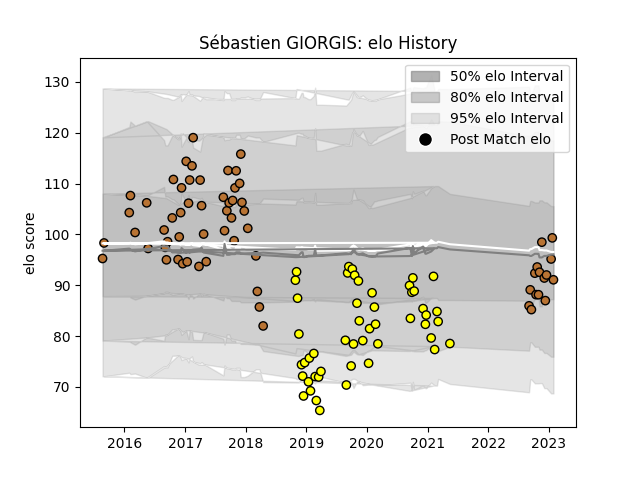 Sébastien GIORGIS: elo History
50% elo Interval
80% elo Interval
95% elo Interval
Post Match elo
elo score
130
120
110
100
90
80
70
2016 2017 2018 2019 2020 2021 2022 2023